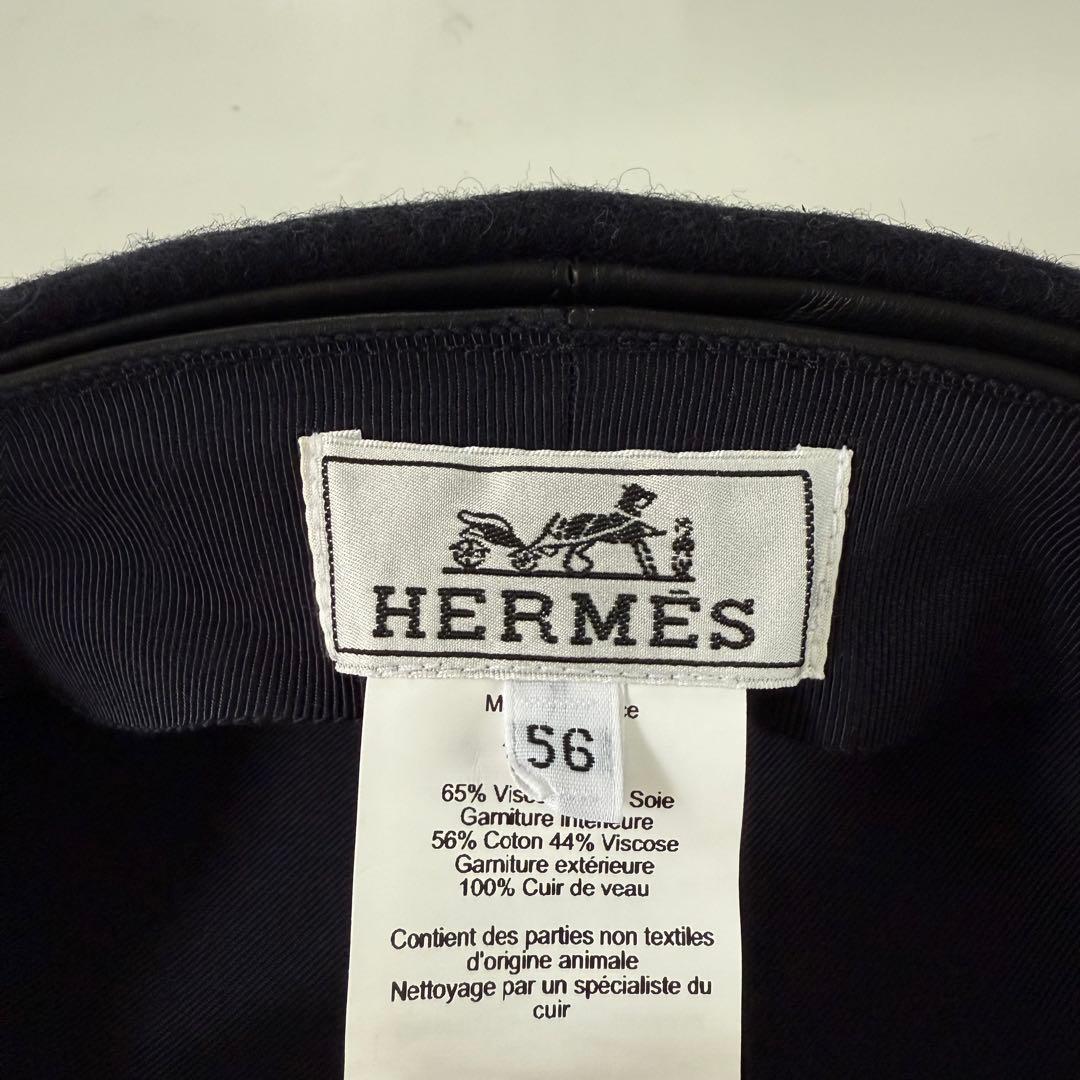 HERMÈS
56
65% Soie
Garniture intérieure
56% Coton 44% Viscose
Garniture extérieure
100% Cuir de veau
Contient des parties non textiles
d'origine animale
Nettoyage par un spécialiste du
cuir